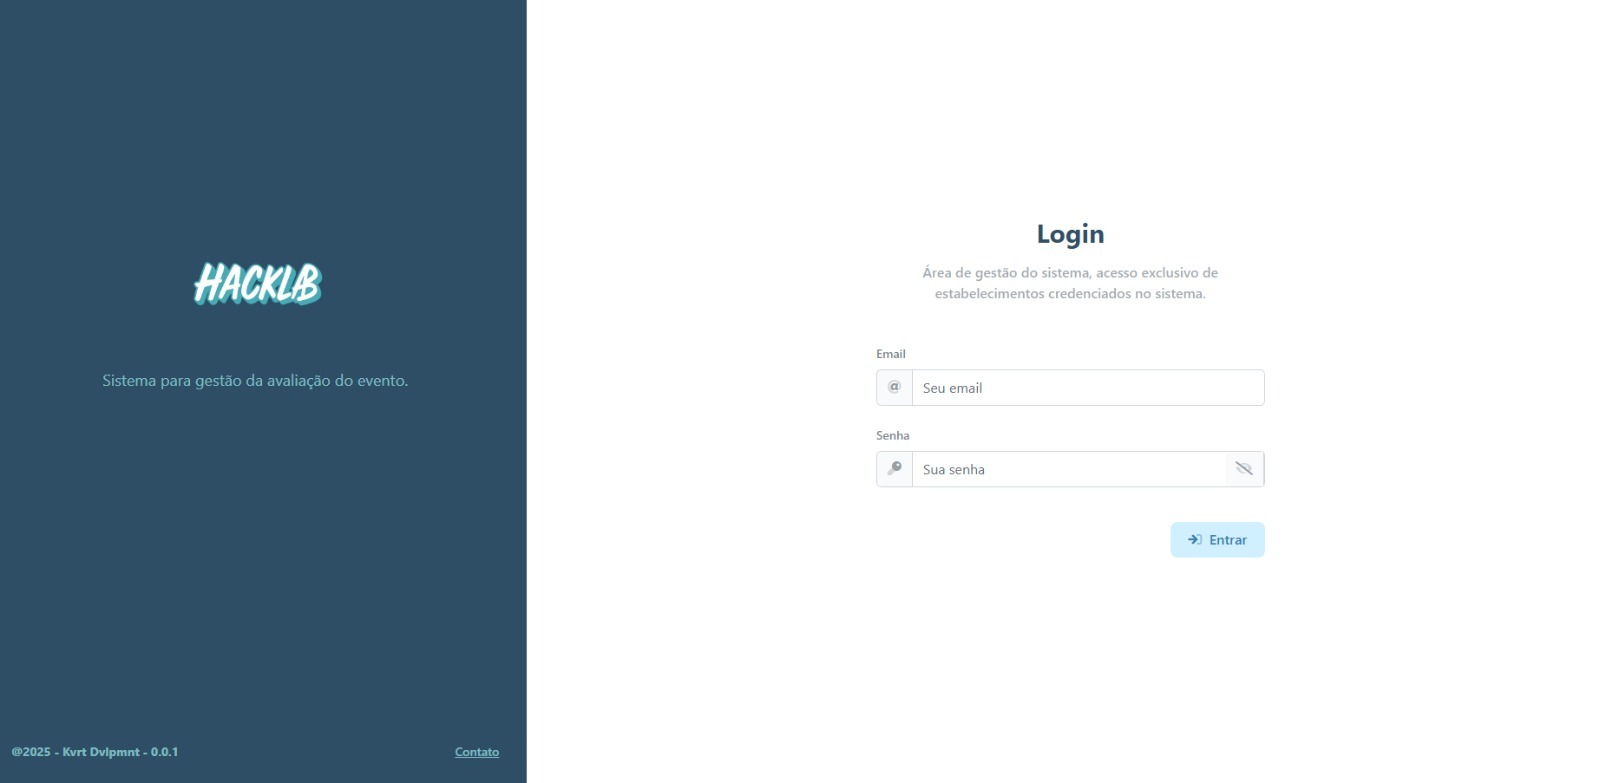 HACKLAB
Sistema para gestão da avaliação do evento.
@2025 - Kvrt Dvlpmnt - 0.0.1
Contato
Login
Área de gestão do sistema, acesso exclusivo de
estabelecimentos credenciados no sistema.
Email
@
Seu email
Senha
Sua senha
Entrar